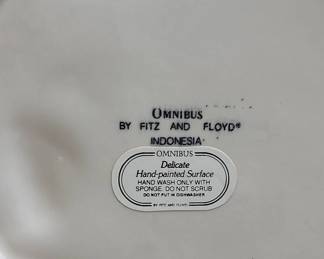 OMNIBUS
BY FITZ AND FLOYD®
INDONESIA
OMNIBUS
Delicate
Hand-painted Surface
HAND WASH ONLY WITH
SPONGE. DO NOT SCRUB
DO NOT PUT IN DISHWASHER
BY FITZ AND FLOYD